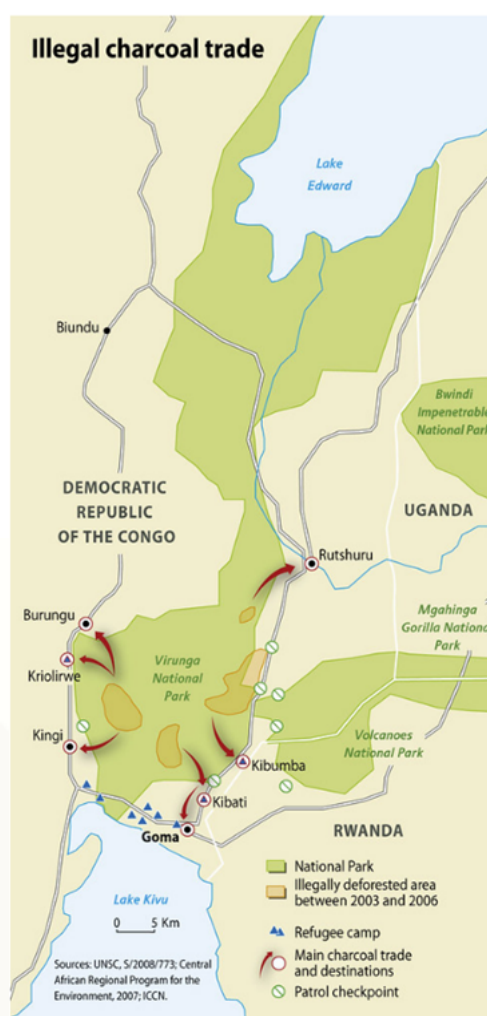 Illegal charcoal trade
Lake
Edward
Biundu
Bwindi
Impenetrable
National Park
DEMOCRATIC
REPUBLIC
OF THE CONGO
UGANDA
Rutshuru
Burungu
Mgahinga
Gorilla National
Park
Virunga
National
Park
Kriolirwe
Kingi
Volcanoes
National Park
Kibumba
Kibati
Goma
RWANDA
National Park
Illegally deforested area
between 2003 and 2006
Lake Kivu
0 5 Km
Refugee camp
Main charcoal trade
and destinations
Patrol checkpoint
Sources: UNSC, S/2008/773; Central
African Regional Program for the
Environment, 2007; ICCN.